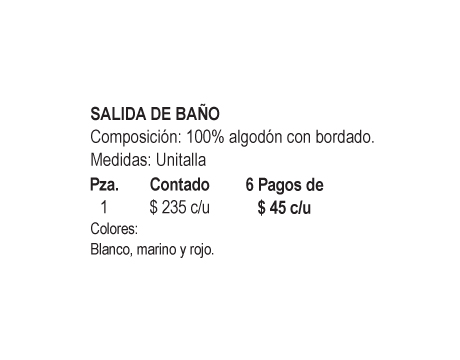 SALIDA DE BAÑO
Composición: 100% algodón con bordado.
Medidas: Unitalla
Pza. Contado 6 Pagos de
1 $ 235 c/u $ 45 c/u
Colores:
Blanco, marino y rojo.